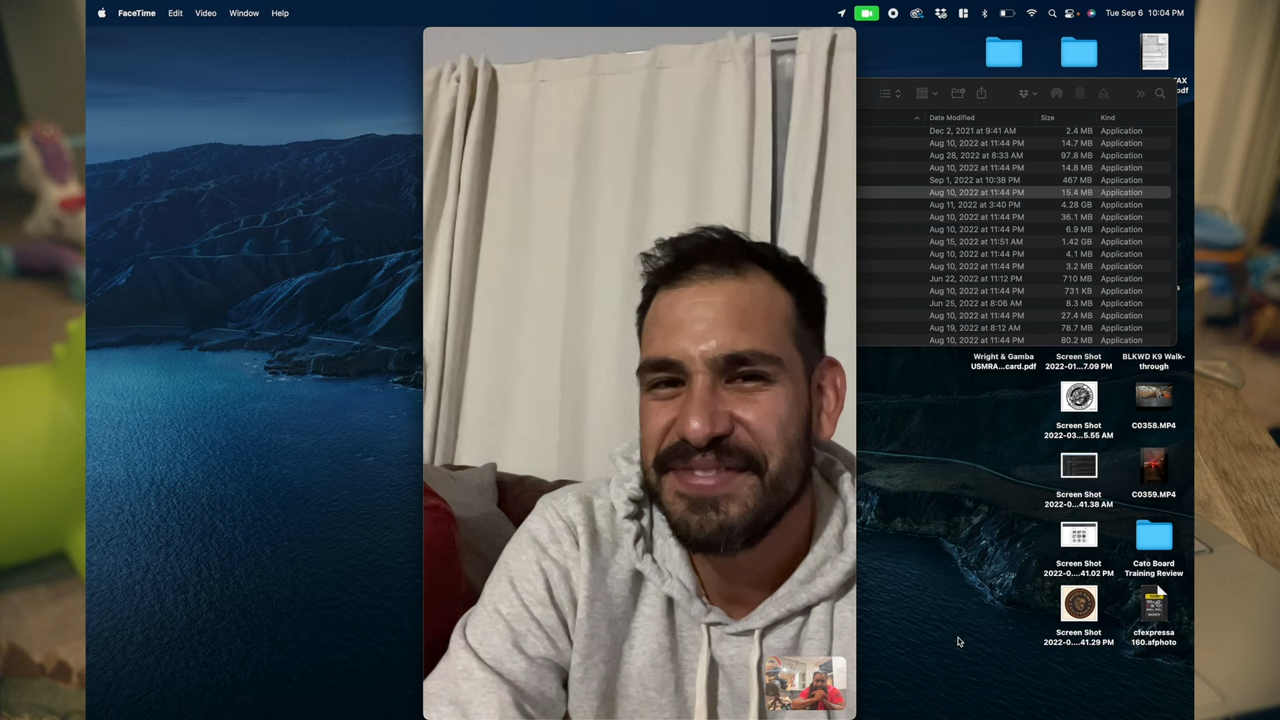 FaceTime Edit Video Window Help
Tue Sep 6 10:04 PM
AX
pdf
Date Modified Size Kind
Dec 2, 2021 at 9:41 AM 2.4 MB Application
Aug 10, 2022 at 11:44 PM 14.7 MB Application
Aug 28, 2022 at 8:33 AM 97.8 MB Application
Aug 10, 2022 at 11:44 PM 14.8 MB Application
Sep 1, 2022 at 10:38 PM 467 MB Application
Aug 10, 2022 at 11:44 PM 15.4 MB Application
Aug 11, 2022 at 3:40 PM 4.28 GB Application
Aug 10, 2022 at 11:44 PM 36.1 MB Application
Aug 10, 2022 at 11:44 PM 6.9 MB Application
Aug 15, 2022 at 11:51 AM 1.42 GB Application
Aug 10, 2022 at 11:44 PM 4.1 MB Application
Aug 10, 2022 at 11:44 PM 3.2 MB Application
Jun 22, 2022 at 11:12 PM 710 MB Application
Aug 10, 2022 at 11:44 PM 731 KB Application
Jun 25, 2022 at 8:06 AM 8.3 MB Application
Aug 10, 2022 at 11:44 PM 27.4 MB Application
Aug 19, 2022 at 8:12 AM 78.7 MB Application
Aug 10, 2022 at 11:44 PM 80.2 MB Application
Wright & Gamba Screen Shot BLKWD K9 Walk-
USMRA...card.pdf 2022-01...7.09 PM through
Screen Shot C0358.MP4
2022-03...5.55 AM
Screen Shot C0359.MP4
2022-0....41.38 AM
Screen Shot Cato Board
2022-0....41.02 PM Training Review
Screen Shot cfexpressa
2022-0....41.29 PM 160.afphoto